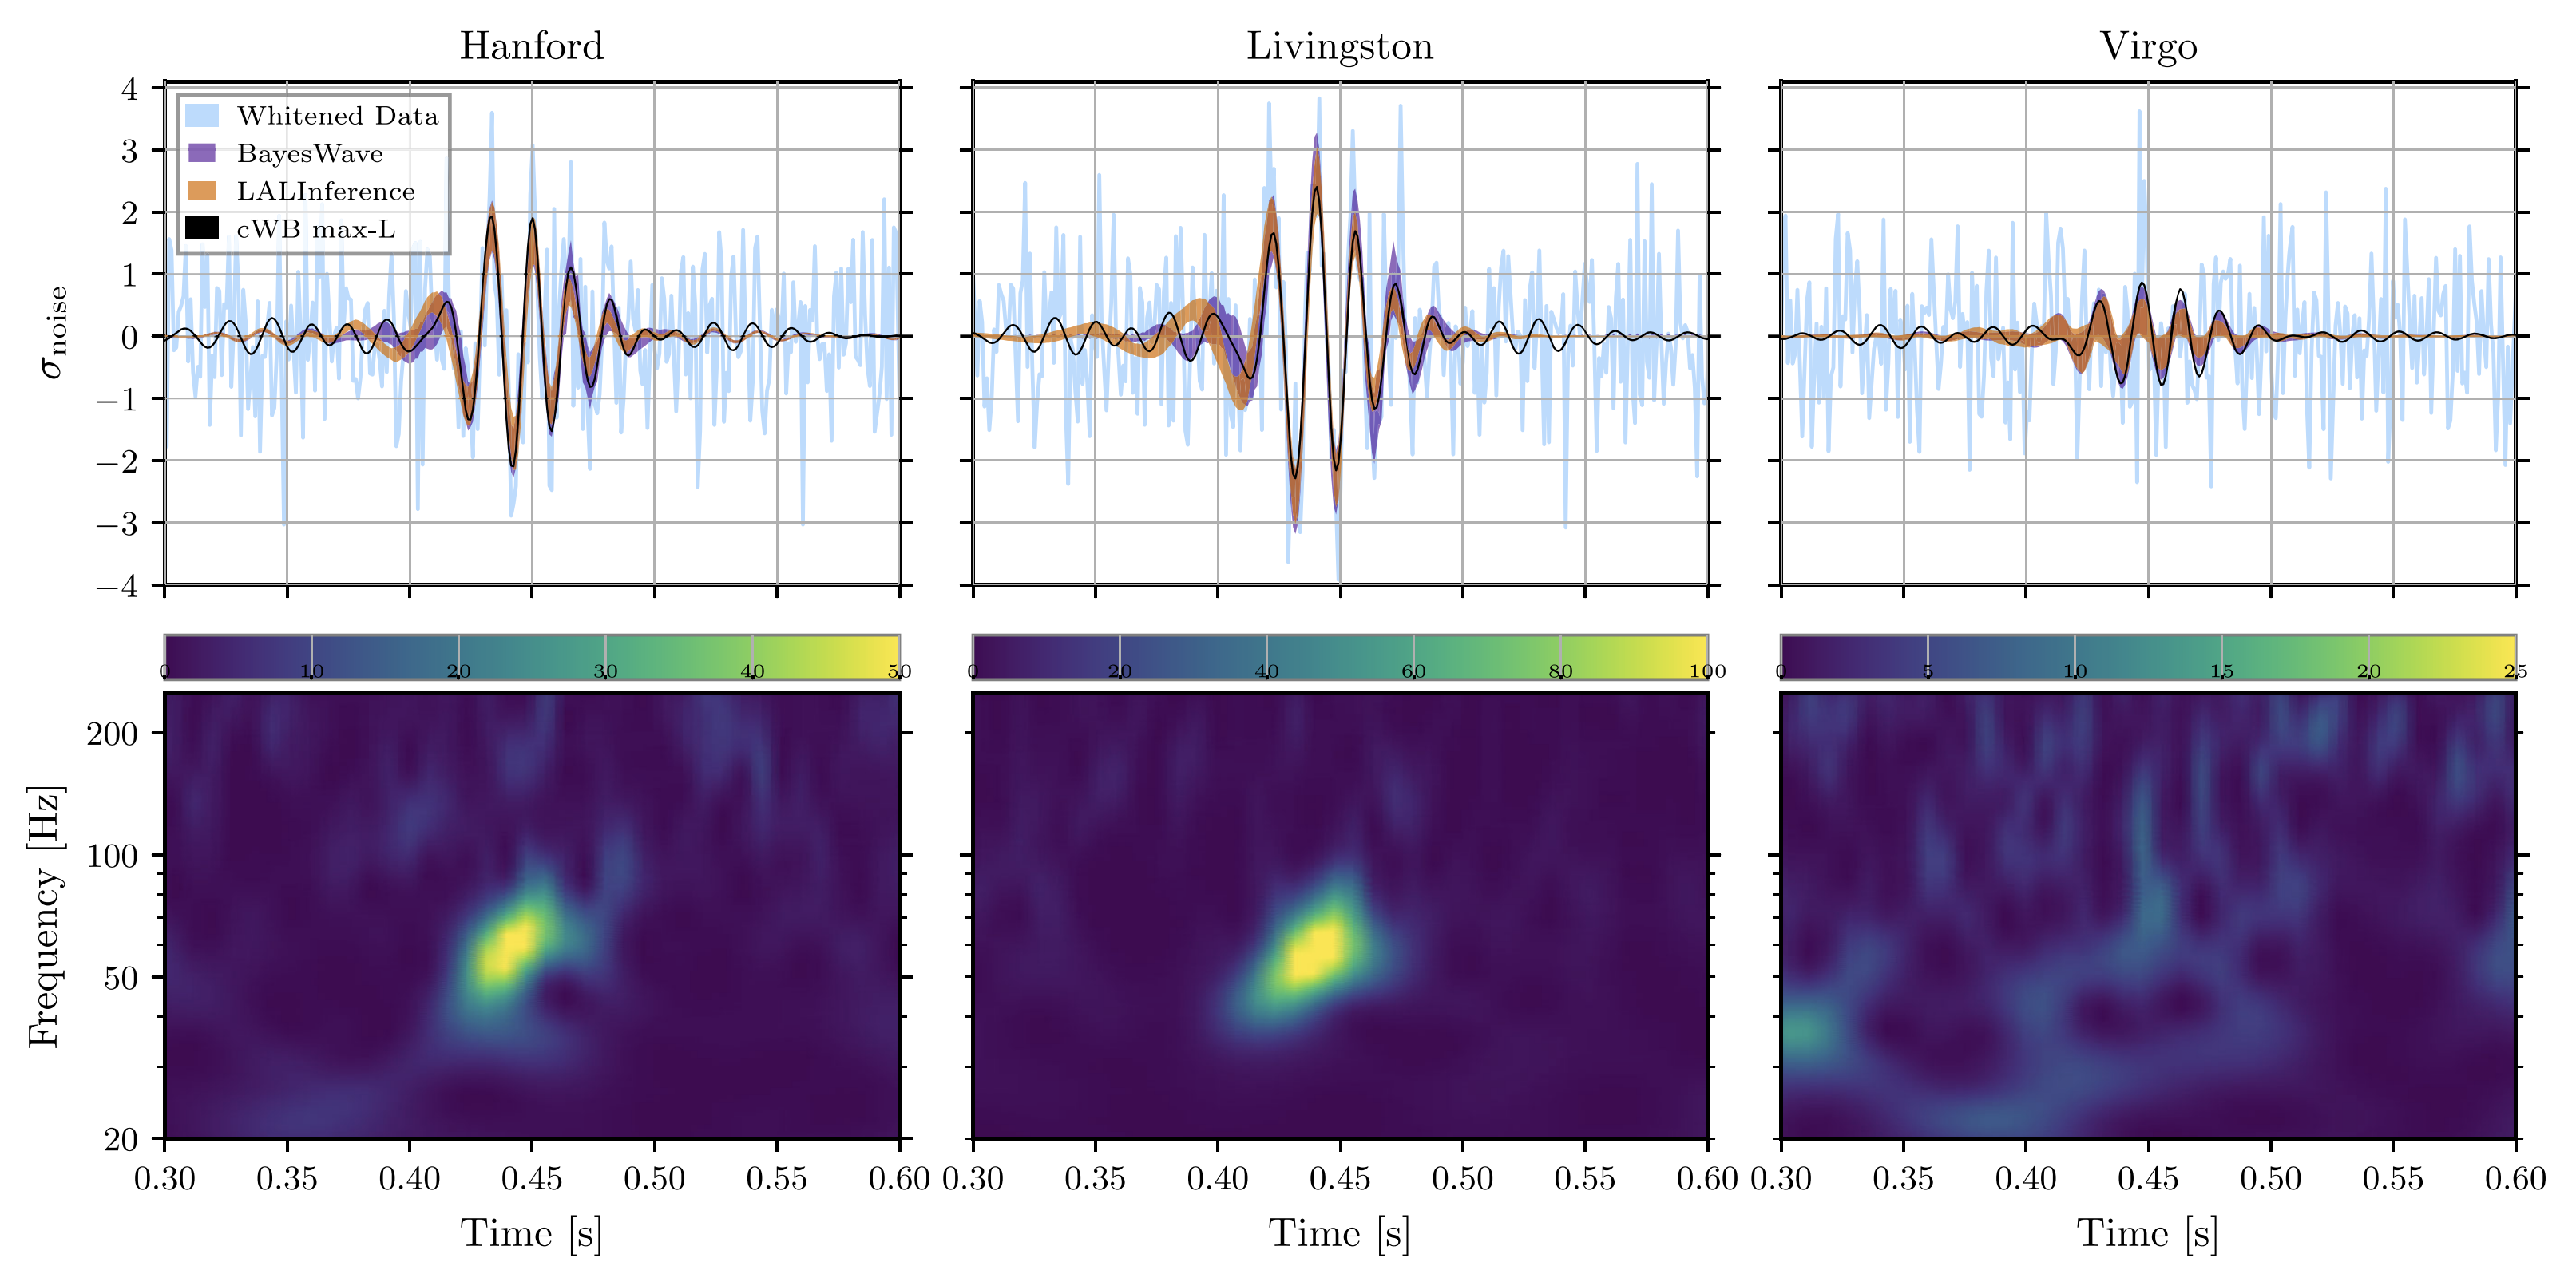 Hanford Livingston Virgo
4
3
2
1
0
−1
−2
−3
−4
σnoise
Whitened Data
BayesWave
LALInference
cWB max-L
0 10 20 30 40 50
0 20 40 60 80 100
0 5 10 15 20 25
200
100
50
20
Frequency [Hz]
0.30 0.35 0.40 0.45 0.50 0.55 0.60 0.30 0.35 0.40 0.45 0.50 0.55 0.60 0.30 0.35 0.40 0.45 0.50 0.55 0.60
Time [s] Time [s] Time [s]